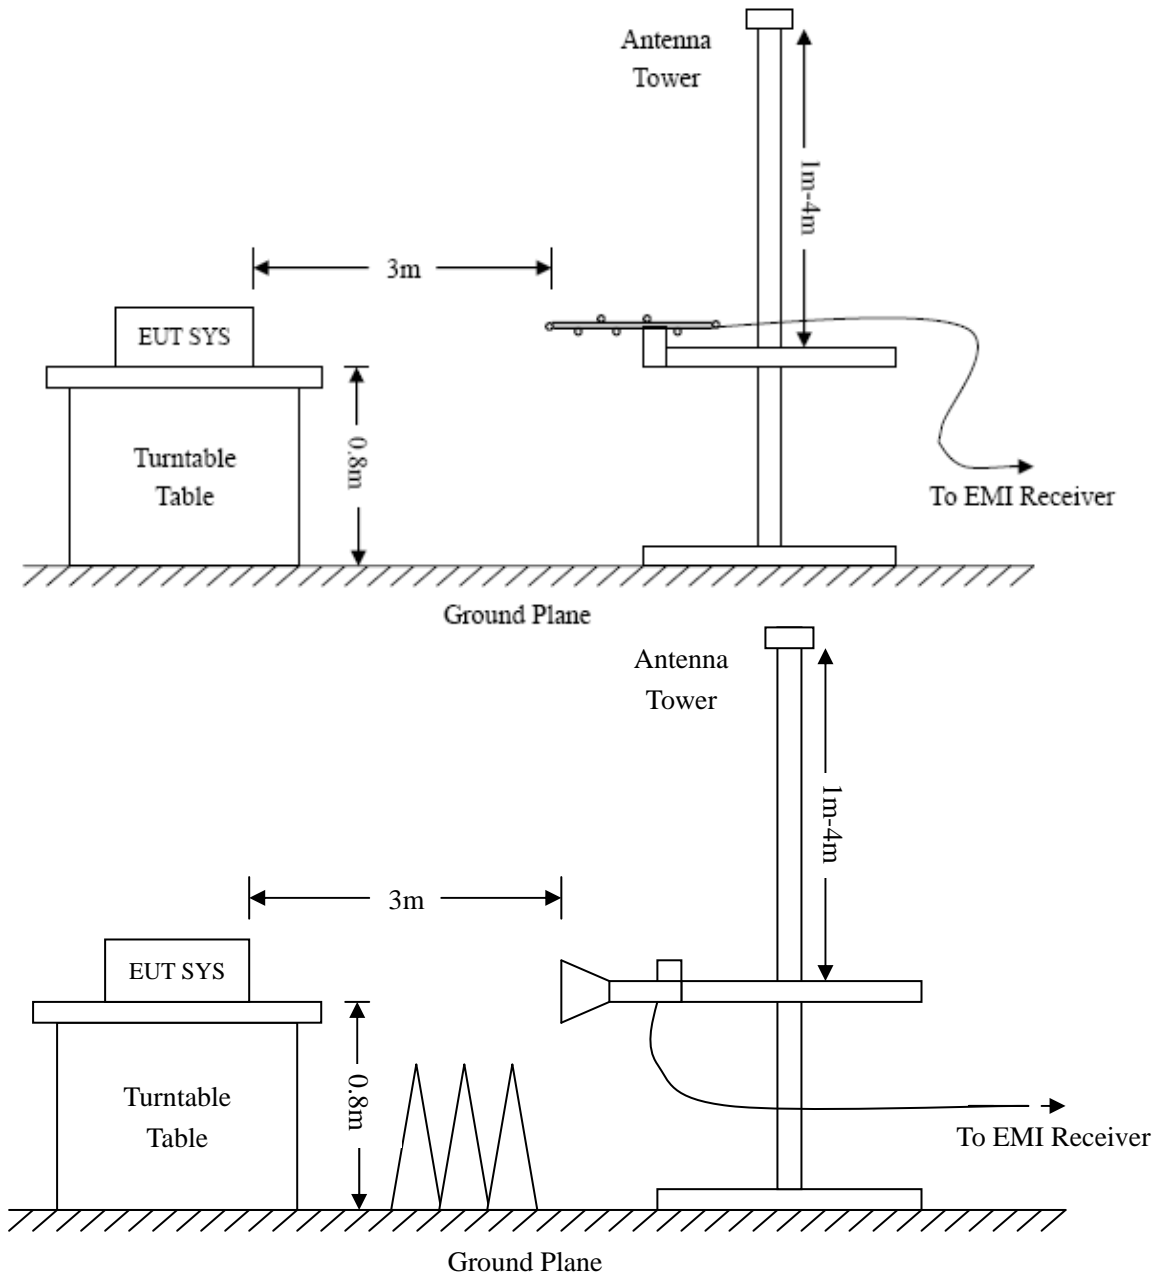 Antenna
Tower
1m-4m
3m
EUT SYS
Turntable
Table
0.8m
To EMI Receiver
Ground Plane
Antenna
Tower
1m-4m
3m
EUT SYS
Turntable
Table
0.8m
To EMI Receiver
Ground Plane